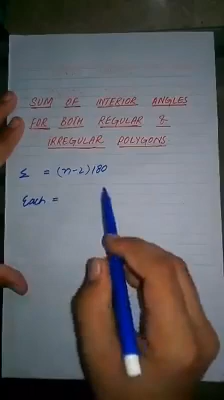 SUM OF INTERIOR ANGLES
FOR BOTH REGULAR &
IRREGULAR POLYGONS.
Σ = (n-2)180
Each =